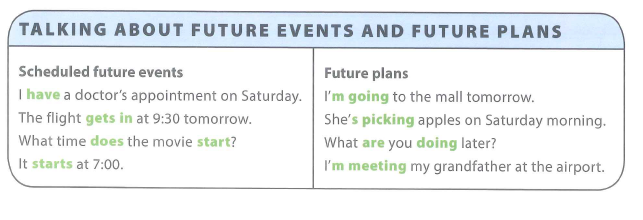 TALKING ABOUT FUTURE EVENTS AND FUTURE PLANS
Scheduled future events
I have a doctor's appointment on Saturday.
The flight gets in at 9:30 tomorrow.
What time does the movie start?
It starts at 7:00.
Future plans
I'm going to the mall tomorrow.
She's picking apples on Saturday morning.
What are you doing later?
I'm meeting my grandfather at the airport.